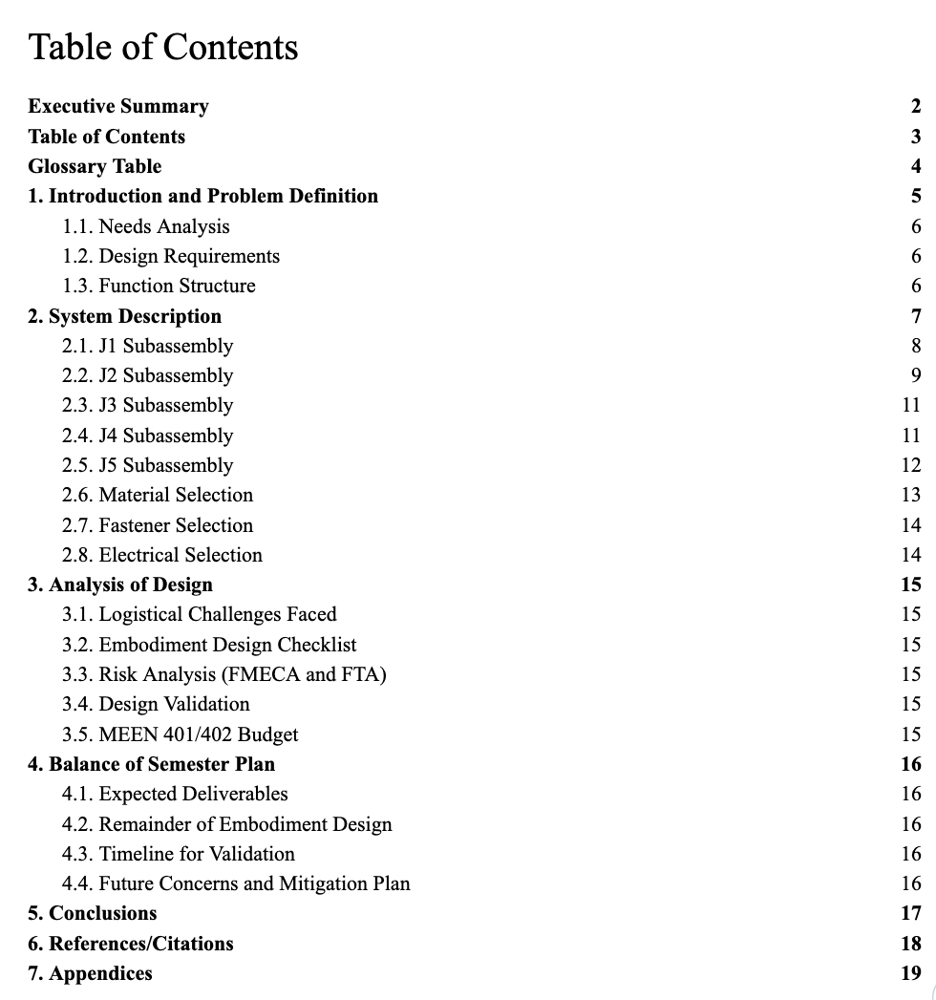 Table of Contents
Executive Summary 2
Table of Contents 3
Glossary Table 4
1. Introduction and Problem Definition 5
1.1. Needs Analysis 6
1.2. Design Requirements 6
1.3. Function Structure 6
2. System Description 7
2.1. J1 Subassembly 8
2.2. J2 Subassembly 9
2.3. J3 Subassembly 11
2.4. J4 Subassembly 11
2.5. J5 Subassembly 12
2.6. Material Selection 13
2.7. Fastener Selection 14
2.8. Electrical Selection 14
3. Analysis of Design 15
3.1. Logistical Challenges Faced 15
3.2. Embodiment Design Checklist 15
3.3. Risk Analysis (FMECA and FTA) 15
3.4. Design Validation 15
3.5. MEEN 401/402 Budget 15
4. Balance of Semester Plan 16
4.1. Expected Deliverables 16
4.2. Remainder of Embodiment Design 16
4.3. Timeline for Validation 16
4.4. Future Concerns and Mitigation Plan 16
5. Conclusions 17
6. References/Citations 18
7. Appendices 19